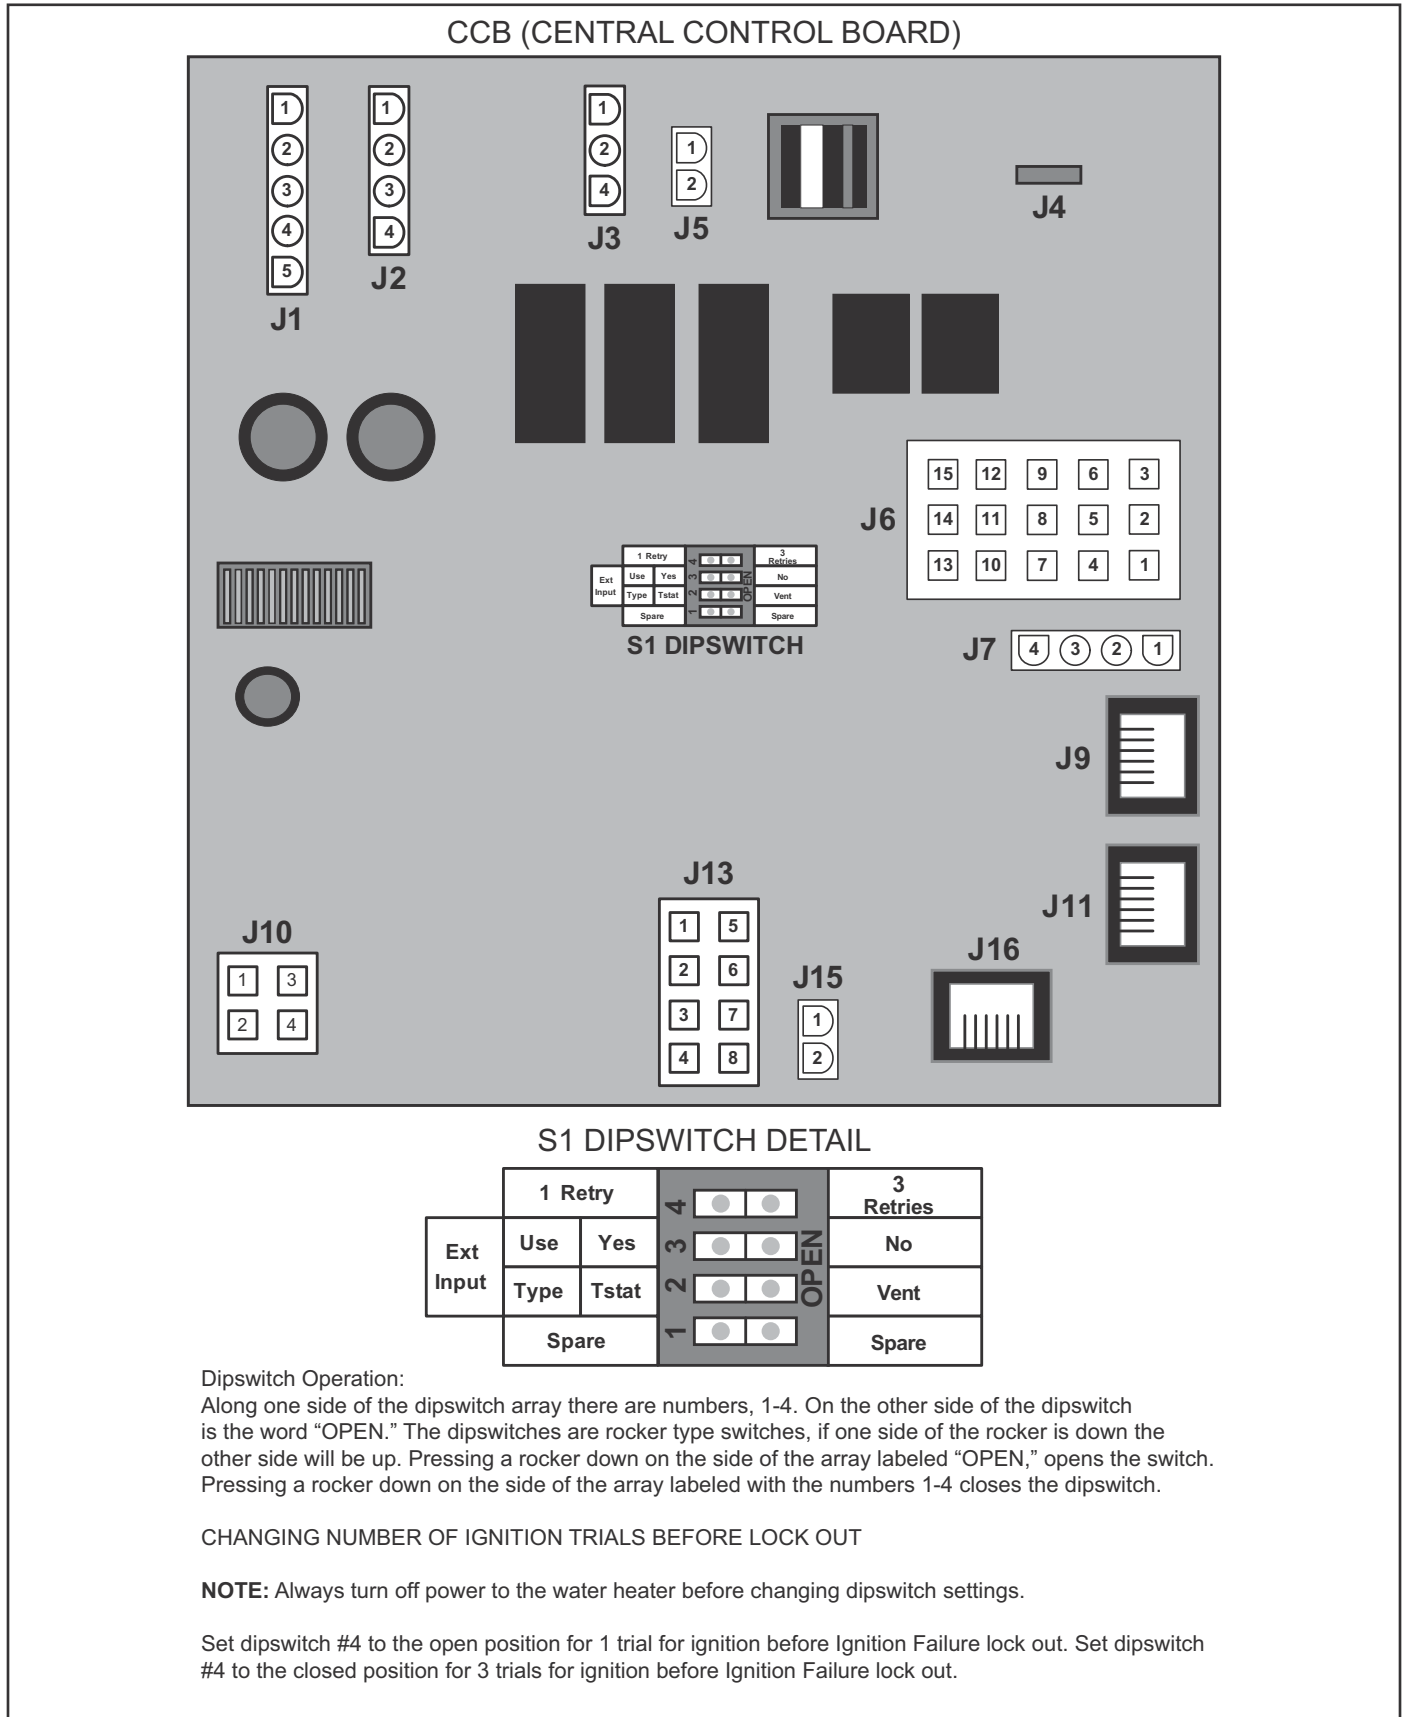 CCB (CENTRAL CONTROL BOARD)
1
2
3
4
5
J1
1
2
3
4
J2
1
2
4
J3
1
2
J5
J4
15 12 9 6 3
14 11 8 5 2
13 10 7 4 1
J6
1 Retry 4 3 Retries
Ext Input
Use Yes 3 No
Type Tstat 2 Vent
Spare 1 Spare
OPEN
S1 DIPSWITCH
J7 4 3 2 1
J9
J11
J13
1 5
2 6
3 7
4 8
J10
1 3
2 4
J15
1
2
J16
S1 DIPSWITCH DETAIL
1 Retry 4 3
Retries
Ext
Input
Use Yes 3 No
Type Tstat 2 Vent
Spare 1 Spare
OPEN
Dipswitch Operation:
Along one side of the dipswitch array there are numbers, 1-4. On the other side of the dipswitch
is the word “OPEN.” The dipswitches are rocker type switches, if one side of the rocker is down the
other side will be up. Pressing a rocker down on the side of the array labeled “OPEN,” opens the switch.
Pressing a rocker down on the side of the array labeled with the numbers 1-4 closes the dipswitch.
CHANGING NUMBER OF IGNITION TRIALS BEFORE LOCK OUT
NOTE: Always turn off power to the water heater before changing dipswitch settings.
Set dipswitch #4 to the open position for 1 trial for ignition before Ignition Failure lock out. Set dipswitch
#4 to the closed position for 3 trials for ignition before Ignition Failure lock out.